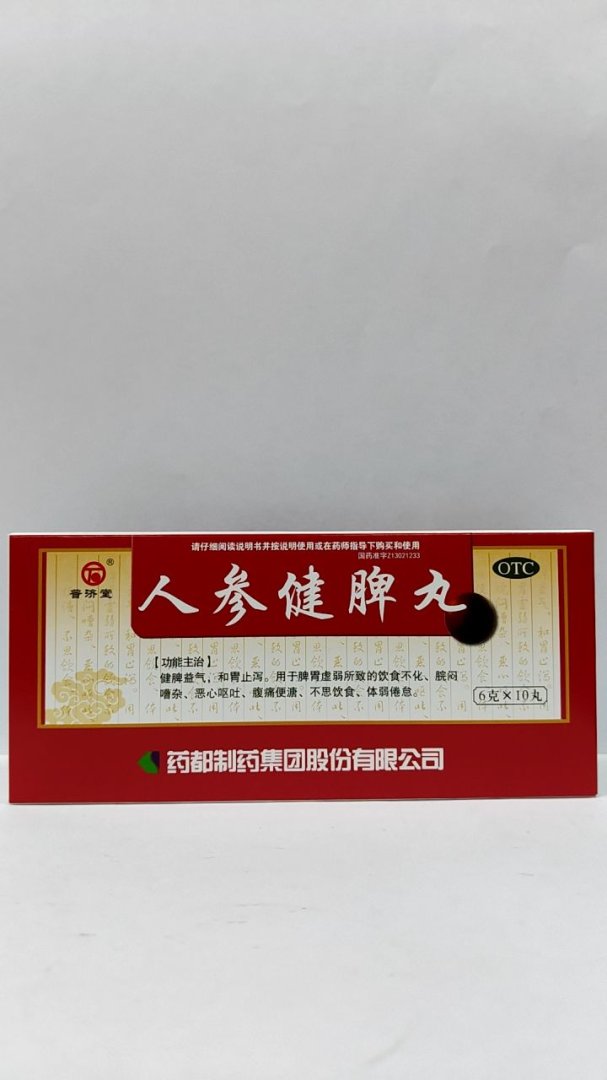 请仔细阅读说明书并按说明使用或在药师指导下购买和使用
国药准字Z13021233
®
普济堂
人参健脾丸
OTC
【功能主治】
健脾益气、和胃止泻。用于脾胃虚弱所致的饮食不化、脘闷
嘈杂、恶心呕吐、腹痛便溏、不思饮食、体弱倦怠。
6克×10丸
药都制药集团股份有限公司